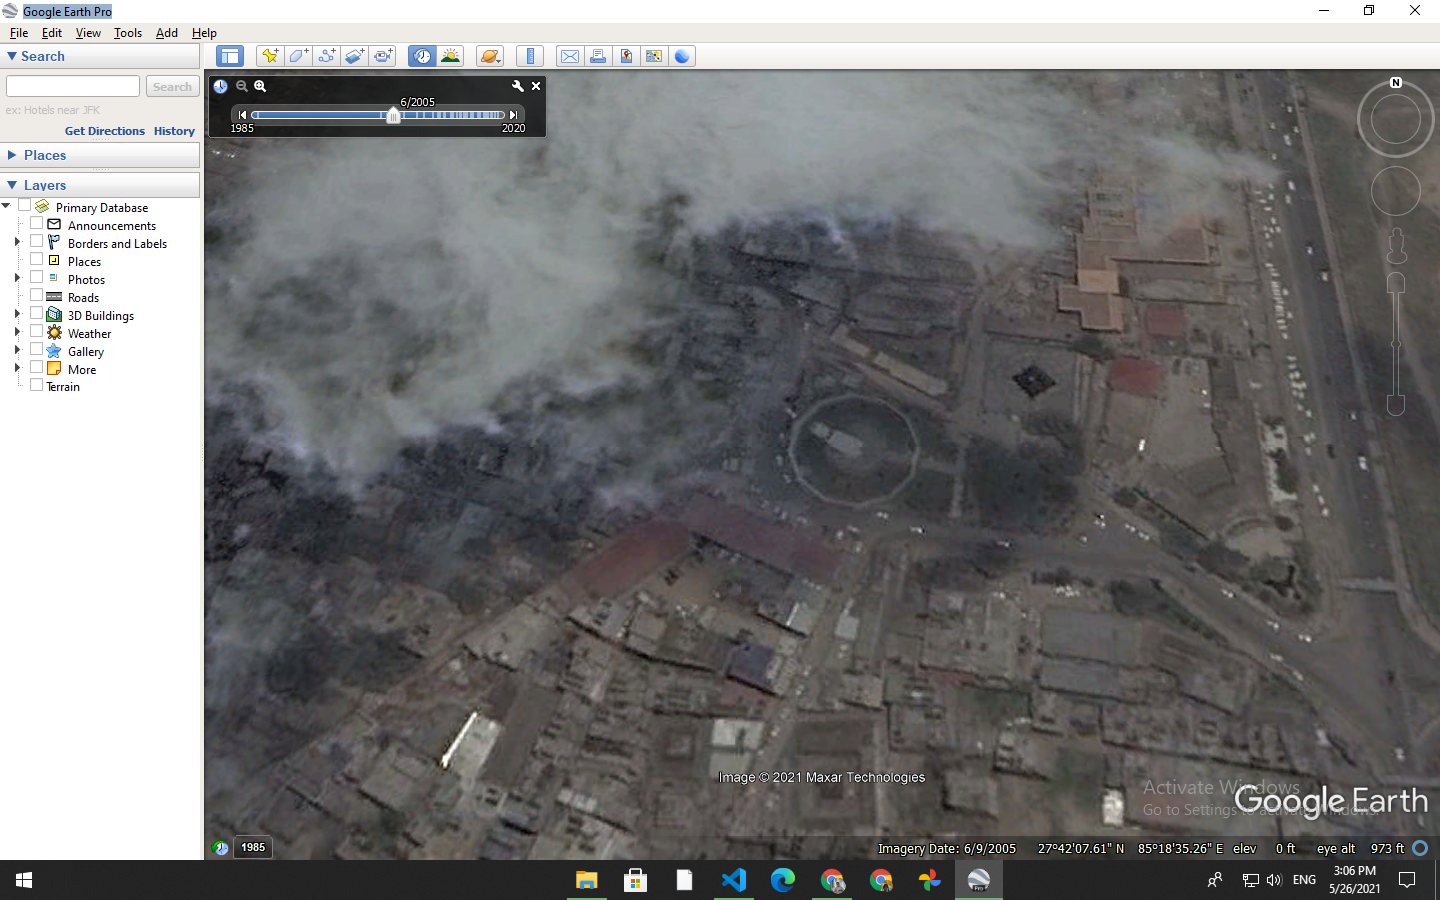 Google Earth Pro
File Edit View Tools Add Help
Search
Search
ex: Hotels near JFK
Get Directions History
Places
Layers
Primary Database
Announcements
Borders and Labels
Places
Photos
Roads
3D Buildings
Weather
Gallery
More
Terrain
6/2005
1985 2020
N
Image © 2021 Maxar Technologies
Activate Windows
Go to Settings to activate Windows.
Google Earth
1985
Imagery Date: 6/9/2005 27°42'07.61" N 85°18'35.26" E elev 0 ft eye alt 973 ft
Pro
ENG
3:06 PM
5/26/2021